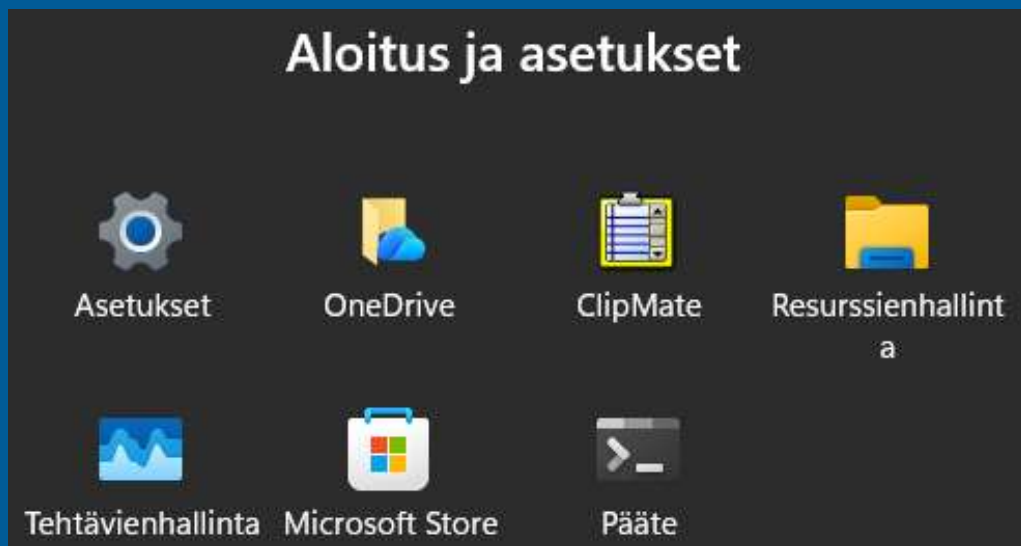 Aloitus ja asetukset
Asetukset
OneDrive
ClipMate
Resurssienhallint
a
Tehtävienhallinta
Microsoft Store
Pääte